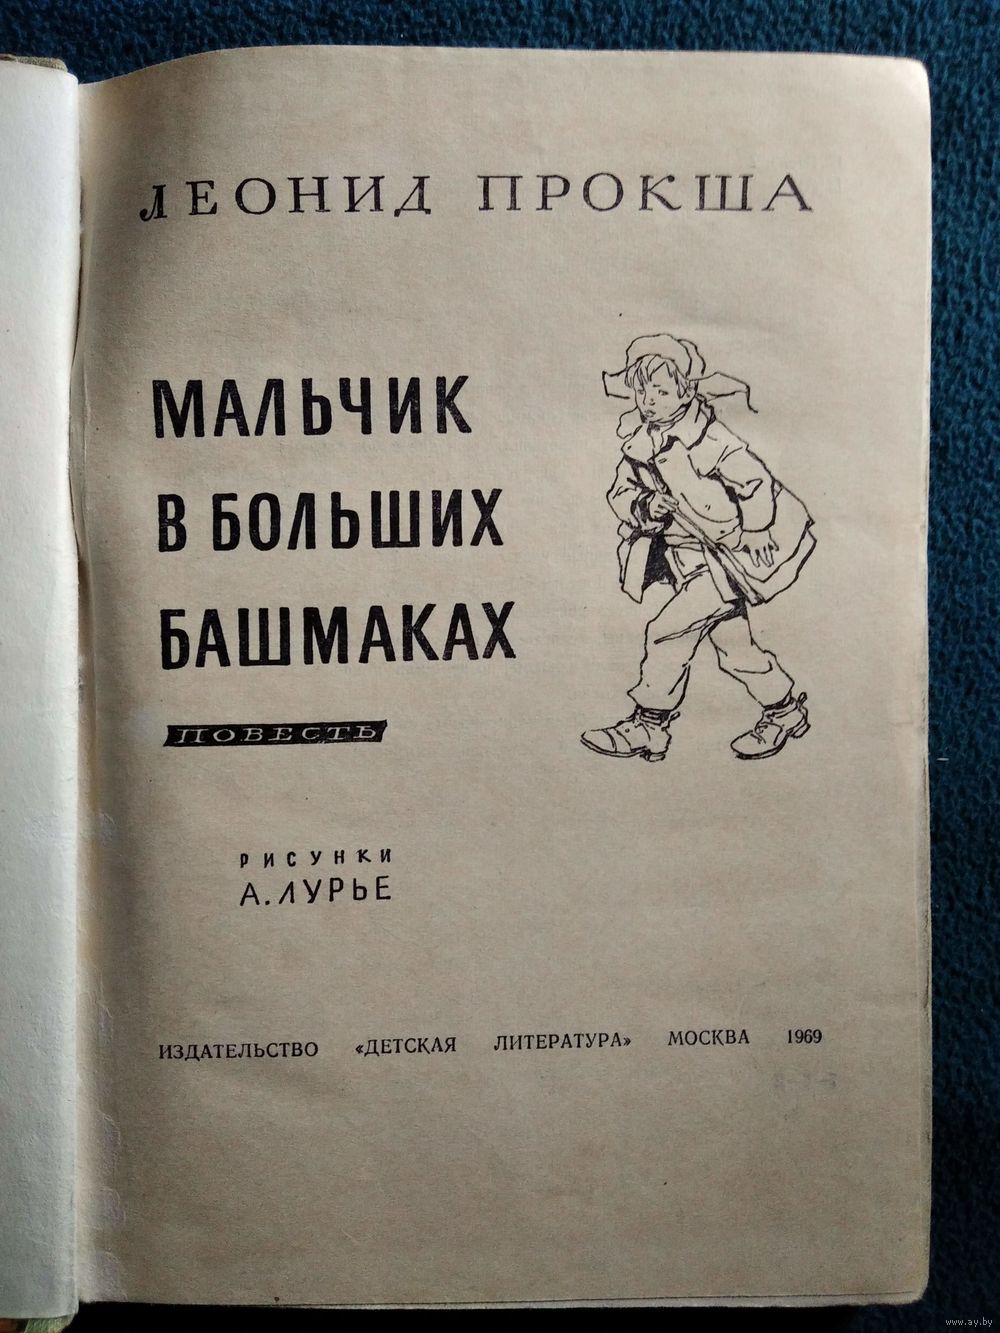 ЛЕОНИД ПРОКША
МАЛЬЧИК
В БОЛЬШИХ
БАШМАКАХ
ПОВЕСТЬ
РИСУНКИ
А. ЛУРЬЕ
ИЗДАТЕЛЬСТВО «ДЕТСКАЯ ЛИТЕРАТУРА» МОСКВА 1969
www.ay.by